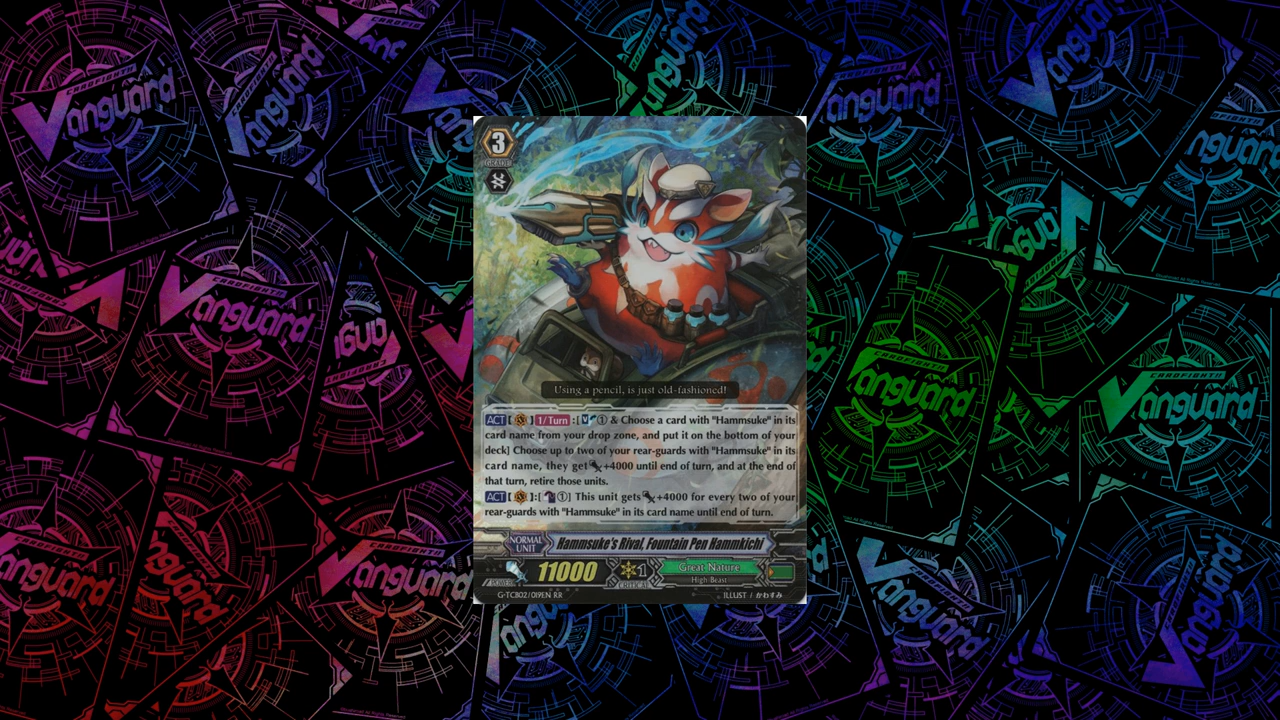 CARDFIGHT!!
Vanguard
3
GRADE
Using a pencil, is just old-fashioned!
ACT[ ] 1/Turn :[ ① & Choose a card with "Hammsuke" in its
card name from your drop zone, and put it on the bottom of your
deck] Choose up to two of your rear-guards with "Hammsuke" in its
card name, they get +4000 until end of turn, and at the end of
that turn, retire those units.
ACT[ ]:[ ①] This unit gets +4000 for every two of your
rear-guards with "Hammsuke" in its card name until end of turn.
NORMAL UNIT Hammsuke's Rival, Fountain Pen Hammkichi
POWER 11000 1 CRITICAL Great Nature
High Beast
G-TCB02/019EN RR ILLUST / かわすみ